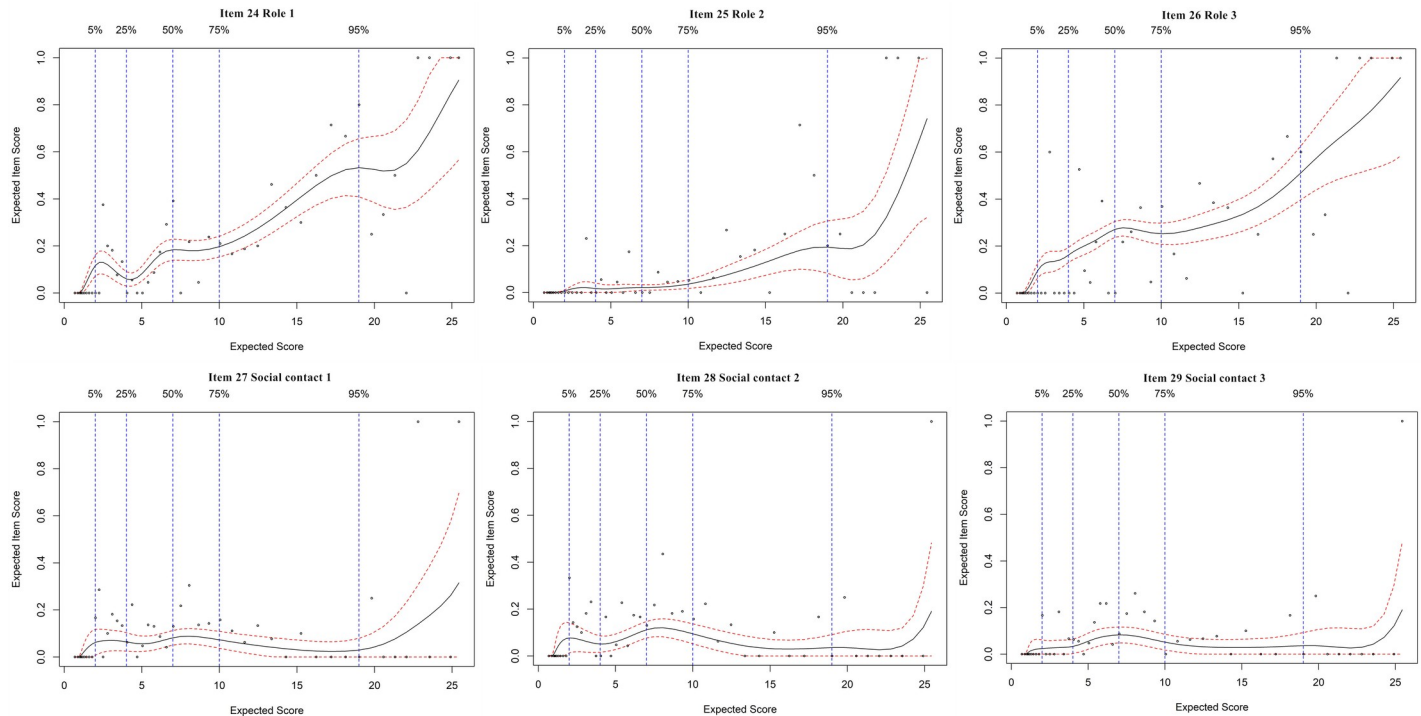 Item 24 Role 1
5% 25% 50% 75% 95%
Expected Item Score
1.0
0.8
0.6
0.4
0.2
0.0
0 5 10 15 20 25
Expected Score
Item 25 Role 2
5% 25% 50% 75% 95%
Expected Item Score
1.0
0.8
0.6
0.4
0.2
0.0
0 5 10 15 20 25
Expected Score
Item 26 Role 3
5% 25% 50% 75% 95%
Expected Item Score
1.0
0.8
0.6
0.4
0.2
0.0
0 5 10 15 20 25
Expected Score
Item 27 Social contact 1
5% 25% 50% 75% 95%
Expected Item Score
1.0
0.8
0.6
0.4
0.2
0.0
0 5 10 15 20 25
Expected Score
Item 28 Social contact 2
5% 25% 50% 75% 95%
Expected Item Score
1.0
0.8
0.6
0.4
0.2
0.0
0 5 10 15 20 25
Expected Score
Item 29 Social contact 3
5% 25% 50% 75% 95%
Expected Item Score
1.0
0.8
0.6
0.4
0.2
0.0
0 5 10 15 20 25
Expected Score